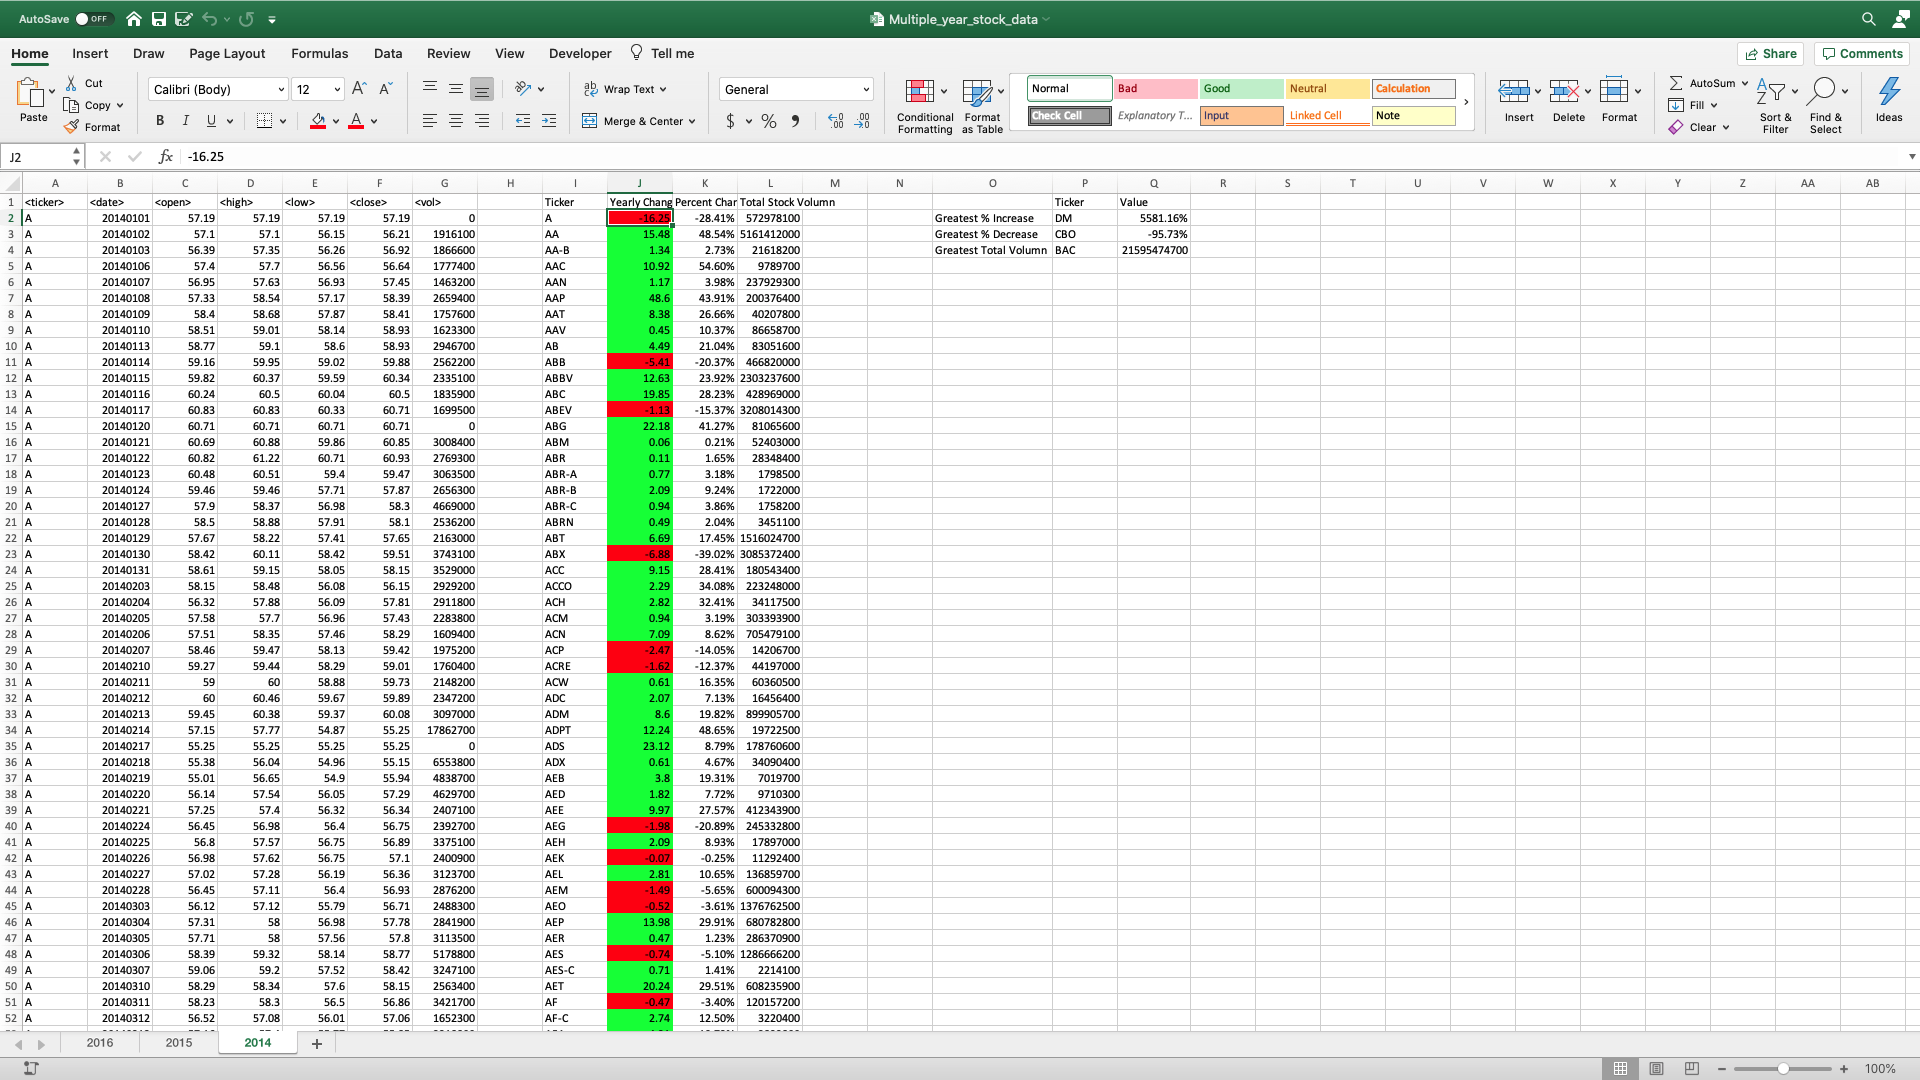 AutoSave OFF Multiple_year_stock_data
Home Insert Draw Page Layout Formulas Data Review View Developer Tell me Share Comments
Paste Cut Copy Format Calibri (Body) 12 Wrap Text Merge & Center General Conditional Formatting Format as Table Normal Bad Good Neutral Calculation Check Cell Explanatory T... Input Linked Cell Note Insert Delete Format AutoSum Fill Clear Sort & Filter Find & Select Ideas
J2 fx -16.25
A B C D E F G H I J K L M N O P Q R S T U V W X Y Z AA AB
1 <ticker> <date> <open> <high> <low> <close> <vol> Ticker Yearly Chang Percent Char Total Stock Volumn Ticker Value
2 A 20140101 57.19 57.19 57.19 57.19 0 A -16.25 -28.41% 572978100 Greatest % Increase DM 5581.16%
3 A 20140102 57.1 57.1 56.15 56.21 1916100 AA 15.48 48.54% 5161412000 Greatest % Decrease CBO -95.73%
4 A 20140103 56.39 57.35 56.26 56.92 1866600 AA-B 1.34 2.73% 21618200 Greatest Total Volumn BAC 21595474700
5 A 20140106 57.4 57.7 56.56 56.64 1777400 AAC 10.92 54.60% 9789700
6 A 20140107 56.95 57.63 56.93 57.45 1463200 AAN 1.17 3.98% 237929300
7 A 20140108 57.33 58.54 57.17 58.39 2659400 AAP 48.6 43.91% 200376400
8 A 20140109 58.4 58.68 57.87 58.41 1757600 AAT 8.38 26.66% 40207800
9 A 20140110 58.51 59.01 58.14 58.93 1623300 AAV 0.45 10.37% 86658700
10 A 20140113 58.77 59.1 58.6 58.93 2946700 AB 4.49 21.04% 83051600
11 A 20140114 59.16 59.95 59.02 59.88 2562200 ABB -5.41 -20.37% 466820000
12 A 20140115 59.82 60.37 59.59 60.34 2335100 ABBV 12.63 23.92% 2303237600
13 A 20140116 60.24 60.5 60.04 60.5 1835900 ABC 19.85 28.23% 428969000
14 A 20140117 60.83 60.83 60.33 60.71 1699500 ABEV -1.13 -15.37% 3208014300
15 A 20140120 60.71 60.71 60.71 60.71 0 ABG 22.18 41.27% 81065600
16 A 20140121 60.69 60.88 59.86 60.85 3008400 ABM 0.06 0.21% 52403000
17 A 20140122 60.82 61.22 60.71 60.93 2769300 ABR 0.11 1.65% 28348400
18 A 20140123 60.48 60.51 59.4 59.47 3063500 ABR-A 0.77 3.18% 1798500
19 A 20140124 59.46 59.46 57.71 57.87 2656300 ABR-B 2.09 9.24% 1722000
20 A 20140127 57.9 58.37 56.98 58.3 4669000 ABR-C 0.94 3.86% 1758200
21 A 20140128 58.5 58.88 57.91 58.1 2536200 ABRN 0.49 2.04% 3451100
22 A 20140129 57.67 58.22 57.41 57.65 2163000 ABT 6.69 17.45% 1516024700
23 A 20140130 58.42 60.11 58.42 59.51 3743100 ABX -6.88 -39.02% 3085372400
24 A 20140131 58.61 59.15 58.05 58.15 3529000 ACC 9.15 28.41% 180543400
25 A 20140203 58.15 58.48 56.08 56.15 2929200 ACCO 2.29 34.08% 223248000
26 A 20140204 56.32 57.88 56.09 57.81 2911800 ACH 2.82 32.41% 34117500
27 A 20140205 57.58 57.7 56.96 57.43 2283800 ACM 0.94 3.19% 303393900
28 A 20140206 57.51 58.35 57.46 58.29 1609400 ACN 7.09 8.62% 705479100
29 A 20140207 58.46 59.47 58.13 59.42 1975200 ACP -2.47 -14.05% 14206700
30 A 20140210 59.27 59.44 58.29 59.01 1760400 ACRE -1.62 -12.37% 44197000
31 A 20140211 59 60 58.88 59.73 2148200 ACW 0.61 16.35% 60360500
32 A 20140212 60 60.46 59.67 59.89 2347200 ADC 2.07 7.13% 16456400
33 A 20140213 59.45 60.38 59.37 60.08 3097000 ADM 8.6 19.82% 899905700
34 A 20140214 57.15 57.77 54.87 55.25 17862700 ADPT 12.24 48.65% 19722500
35 A 20140217 55.25 55.25 55.25 55.25 0 ADS 23.12 8.79% 178760600
36 A 20140218 55.38 56.04 54.96 55.15 6553800 ADX 0.61 4.67% 34090400
37 A 20140219 55.01 56.65 54.9 55.94 4838700 AEB 3.8 19.31% 7019700
38 A 20140220 56.14 57.54 56.05 57.29 4629700 AED 1.82 7.72% 9710300
39 A 20140221 57.25 57.4 56.32 56.34 2407100 AEE 9.97 27.57% 412343900
40 A 20140224 56.45 56.98 56.4 56.75 2392700 AEG -1.98 -20.89% 245332800
41 A 20140225 56.8 57.57 56.75 56.89 3375100 AEH 2.09 8.93% 17897000
42 A 20140226 56.98 57.62 56.75 57.1 2400900 AEK -0.07 -0.25% 11292400
43 A 20140227 57.02 57.28 56.19 56.36 3123700 AEL 2.81 10.65% 136859700
44 A 20140228 56.45 57.11 56.4 56.93 2876200 AEM -1.49 -5.65% 600094300
45 A 20140303 56.12 57.12 55.79 56.71 2488300 AEO -0.52 -3.61% 1376762500
46 A 20140304 57.31 58 56.98 57.78 2841900 AEP 13.98 29.91% 680782800
47 A 20140305 57.71 58 57.56 57.8 3113500 AER 0.47 1.23% 286370900
48 A 20140306 58.39 59.32 58.14 58.77 5178800 AES -0.74 -5.10% 1286666200
49 A 20140307 59.06 59.2 57.52 58.42 3247100 AES-C 0.71 1.41% 2214100
50 A 20140310 58.29 58.34 57.6 58.15 2563400 AET 20.24 29.51% 608235900
51 A 20140311 58.23 58.3 56.5 56.86 3421700 AF -0.47 -3.40% 120157200
52 A 20140312 56.52 57.08 56.01 57.06 1652300 AF-C 2.74 12.50% 3220400
2016 2015 2014 +
100%